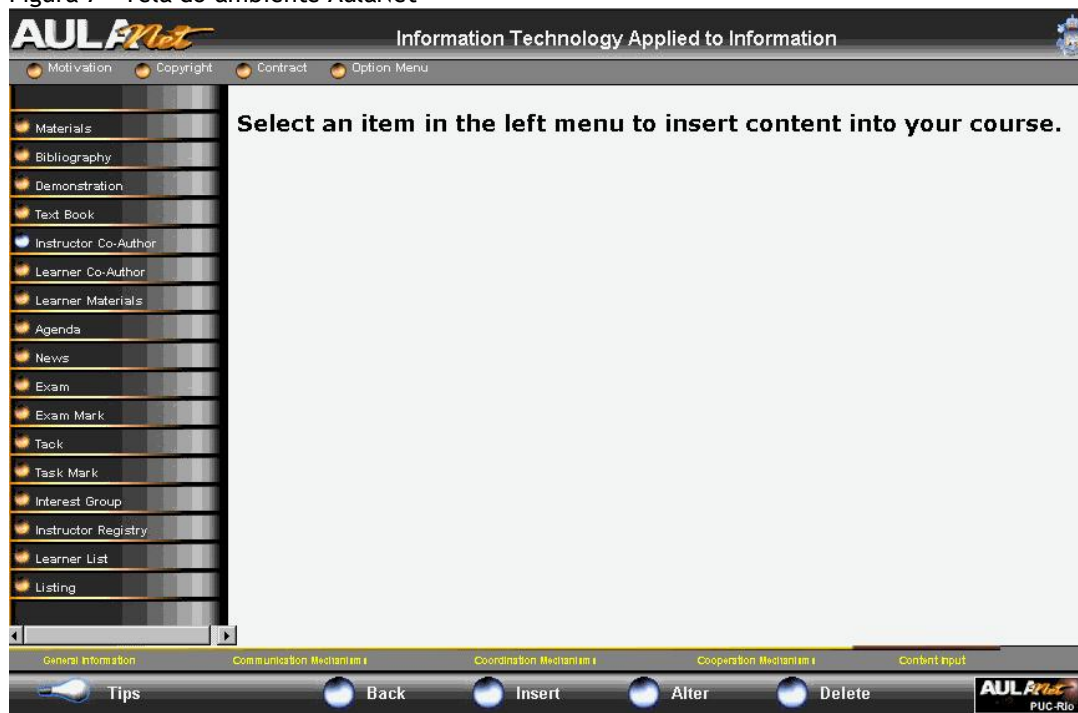 Figura 7 - Tela do ambiente AulaNet
AULANet
Information Technology Applied to Information
Motivation Copyright Contract Option Menu
Select an item in the left menu to insert content into your course.
Materials
Bibliography
Demonstration
Text Book
Instructor Co-Author
Learner Co-Author
Learner Materials
Agenda
News
Exam
Exam Mark
Task
Task Mark
Interest Group
Instructor Registry
Learner List
Listing
General Information Communication Mechanisms Coordination Mechanisms Cooperation Mechanisms Content Input
Tips Back Insert Alter Delete
AULANet
PUC-Rio